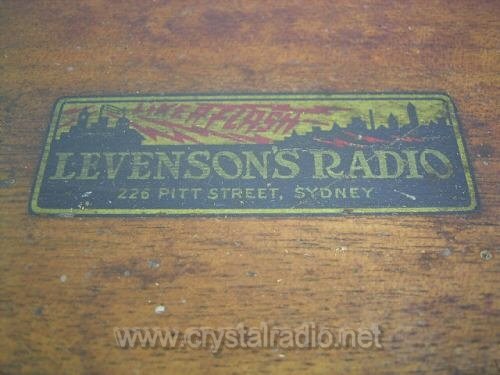 LIKE A FLASH
LEVENSON'S RADIO
226 PITT STREET, SYDNEY
www.crystalradio.net